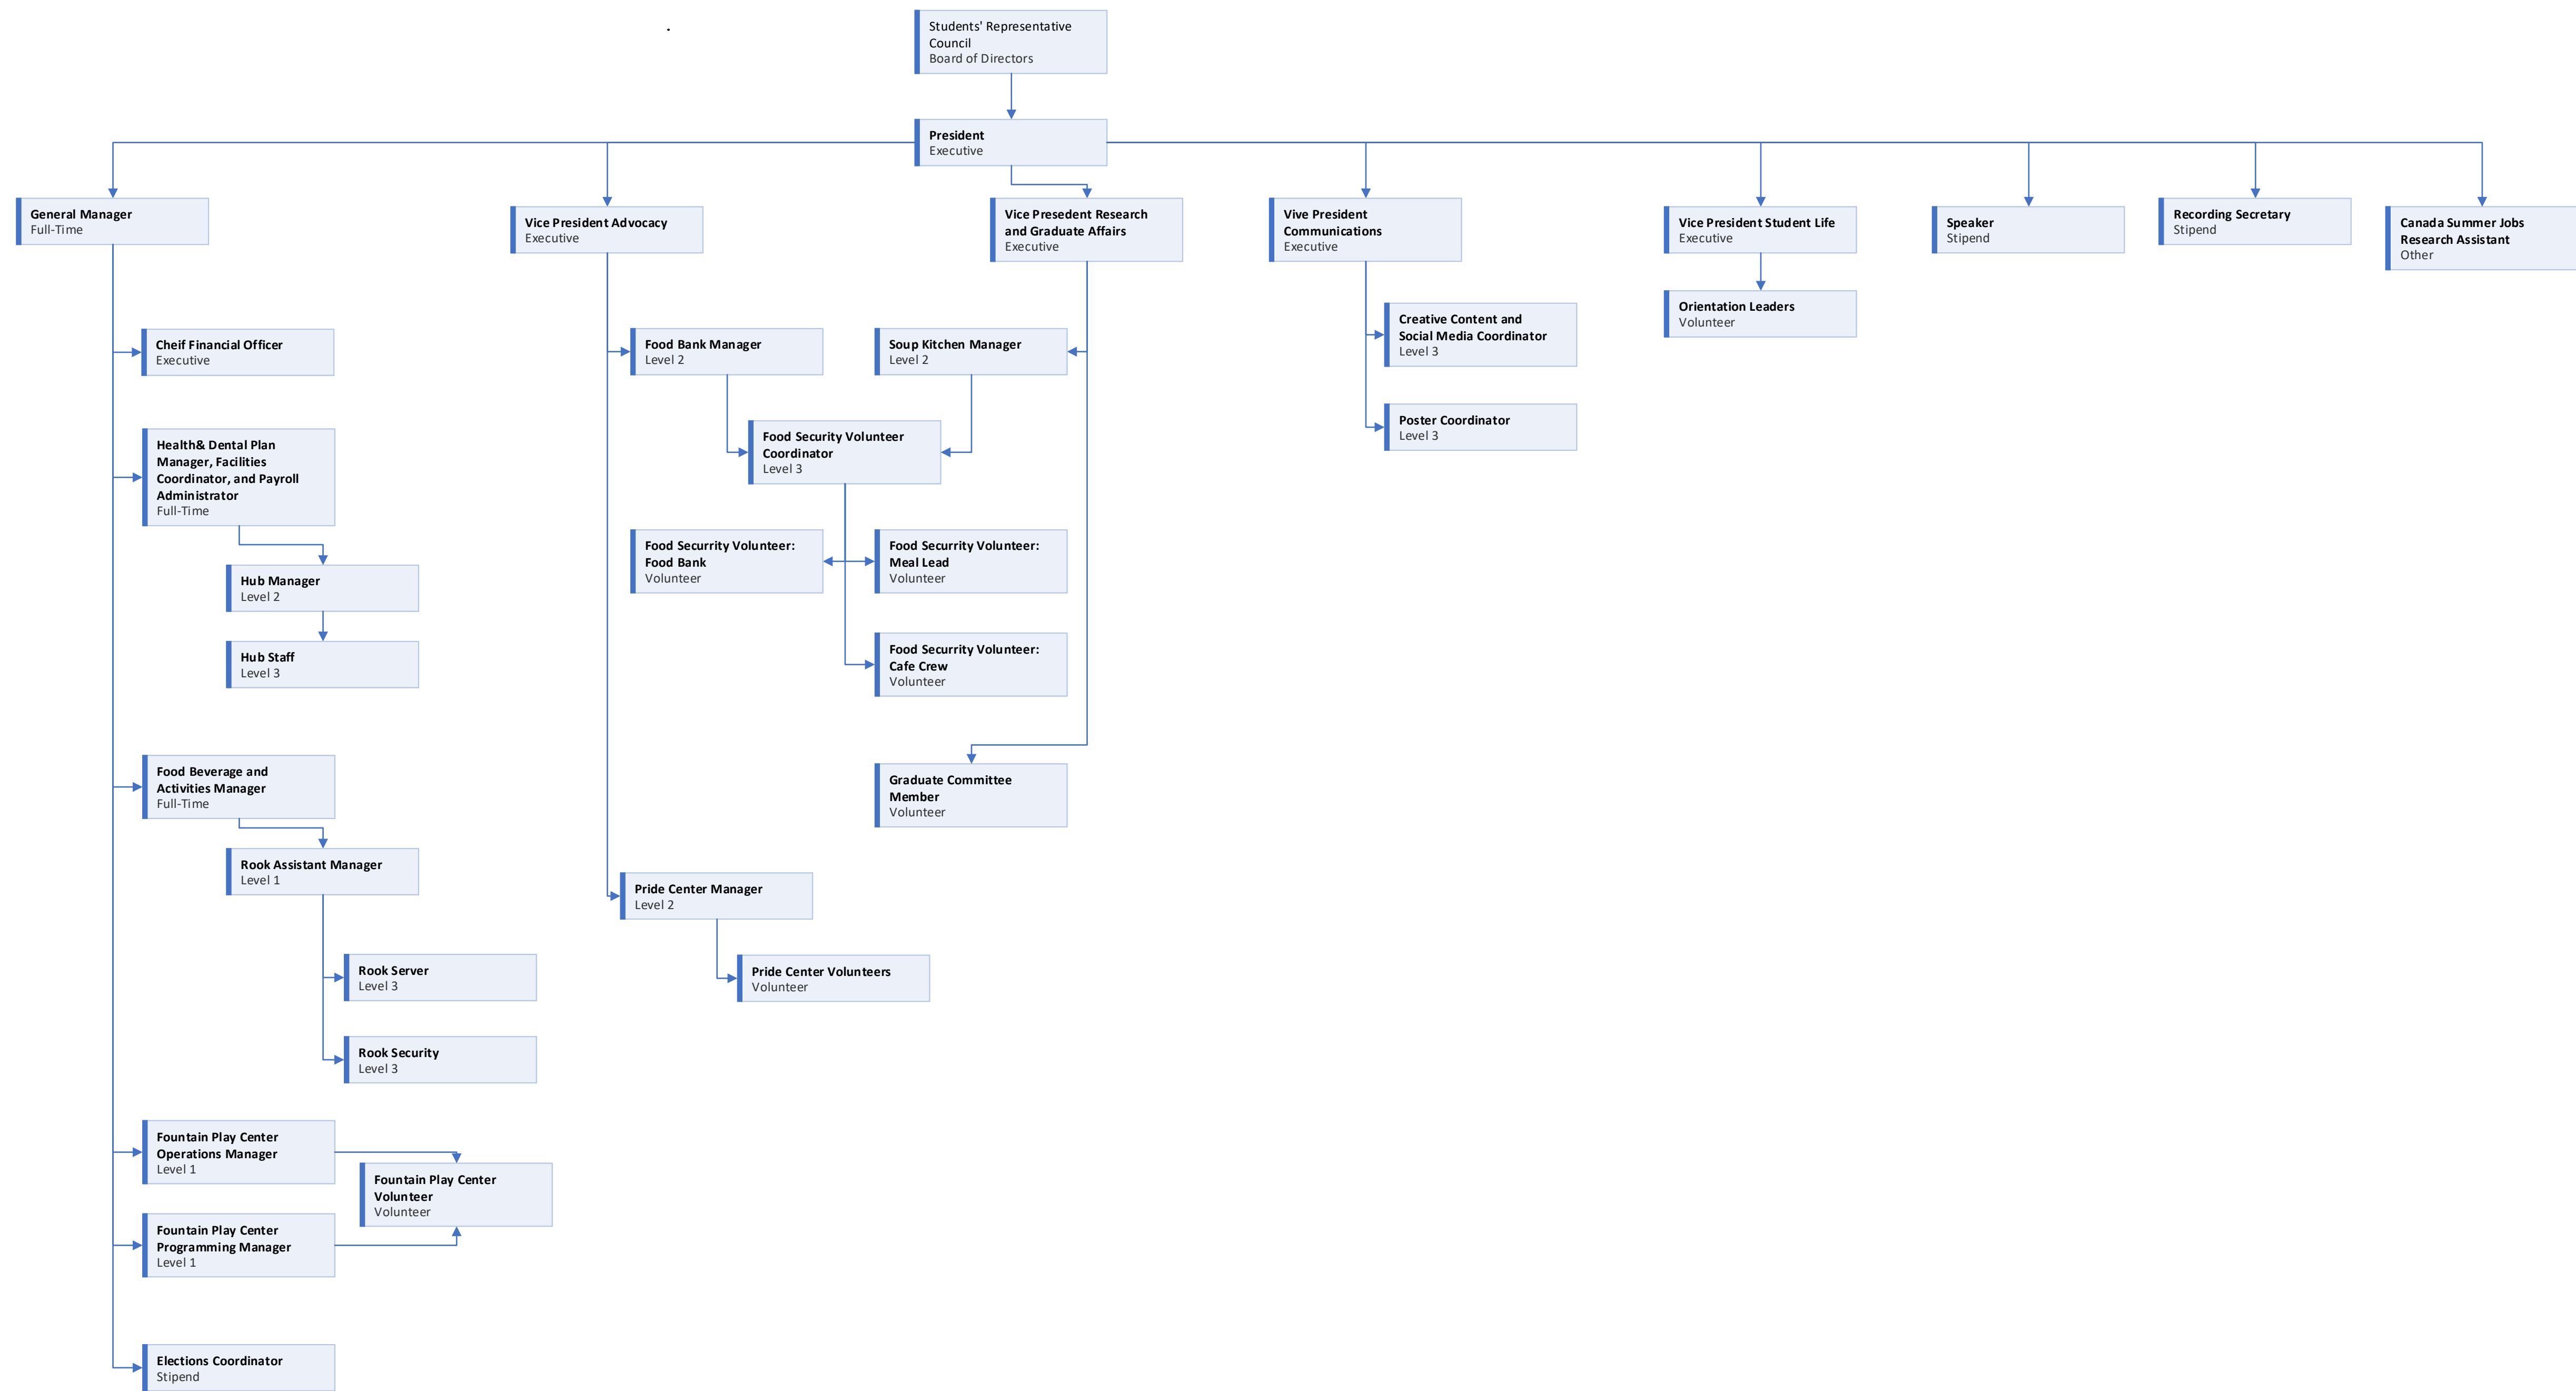 Students' Representative
Council
Board of Directors
President
Executive
General Manager
Full-Time
Vice President Advocacy
Executive
Vice Presedent Research
and Graduate Affairs
Executive
Vive President
Communications
Executive
Vice President Student Life
Executive
Speaker
Stipend
Recording Secretary
Stipend
Canada Summer Jobs
Research Assistant
Other
Orientation Leaders
Volunteer
Cheif Financial Officer
Executive
Food Bank Manager
Level 2
Soup Kitchen Manager
Level 2
Creative Content and
Social Media Coordinator
Level 3
Poster Coordinator
Level 3
Food Security Volunteer
Coordinator
Level 3
Health& Dental Plan
Manager, Facilities
Coordinator, and Payroll
Administrator
Full-Time
Hub Manager
Level 2
Hub Staff
Level 3
Food Securrity Volunteer:
Food Bank
Volunteer
Food Securrity Volunteer:
Meal Lead
Volunteer
Food Securrity Volunteer:
Cafe Crew
Volunteer
Graduate Committee
Member
Volunteer
Food Beverage and
Activities Manager
Full-Time
Rook Assistant Manager
Level 1
Rook Server
Level 3
Rook Security
Level 3
Pride Center Manager
Level 2
Pride Center Volunteers
Volunteer
Fountain Play Center
Operations Manager
Level 1
Fountain Play Center
Volunteer
Volunteer
Fountain Play Center
Programming Manager
Level 1
Elections Coordinator
Stipend